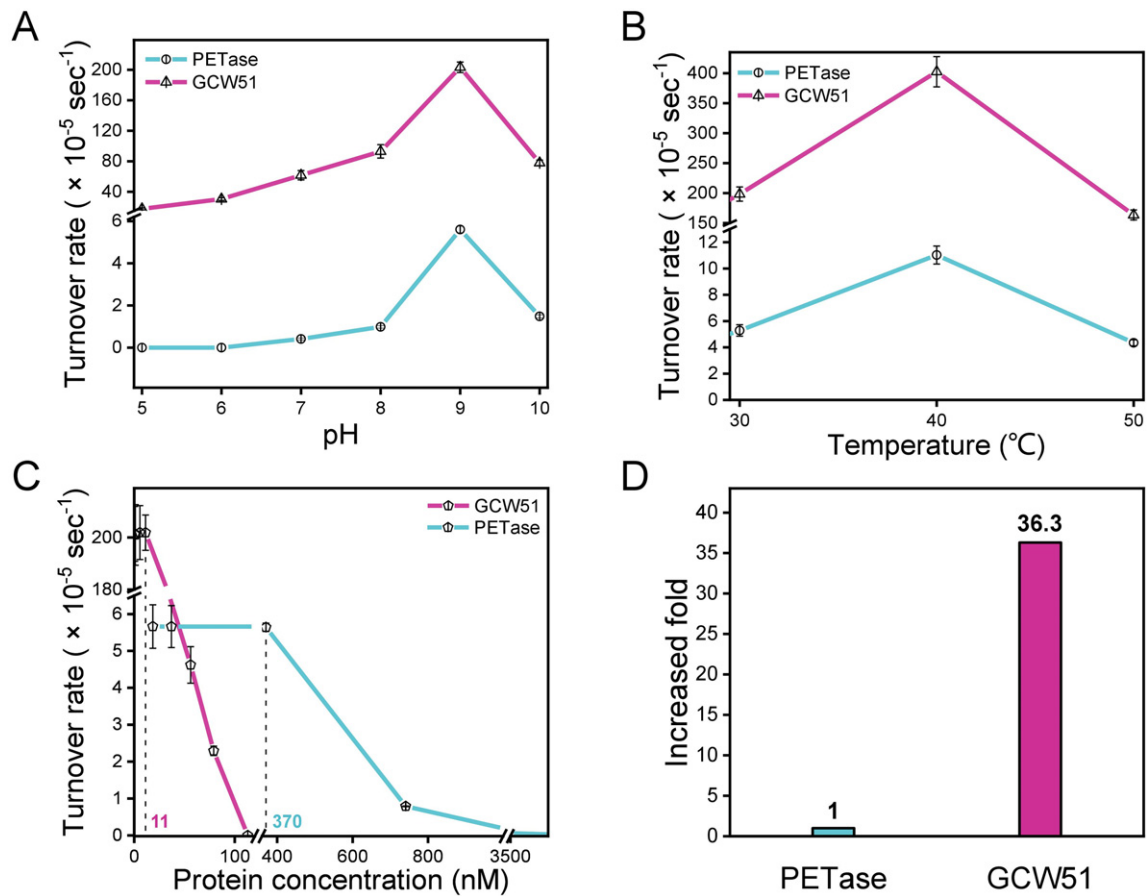 A
PETase
GCW51
200
160
120
80
40
6
4
2
0
Turnover rate ( × 10⁻⁵ sec⁻¹)
5 6 7 8 9 10
pH
B
PETase
GCW51
400
350
300
250
200
150
12
10
8
6
4
2
0
Turnover rate ( × 10⁻⁵ sec⁻¹)
30 40 50
Temperature (℃)
C
GCW51
PETase
200
180
6
5
4
3
2
1
0
Turnover rate ( × 10⁻⁵ sec⁻¹)
11 370
0 100 400 600 800 3500
Protein concentration (nM)
D
40
35
30
25
20
15
10
5
0
Increased fold
36.3
1
PETase GCW51